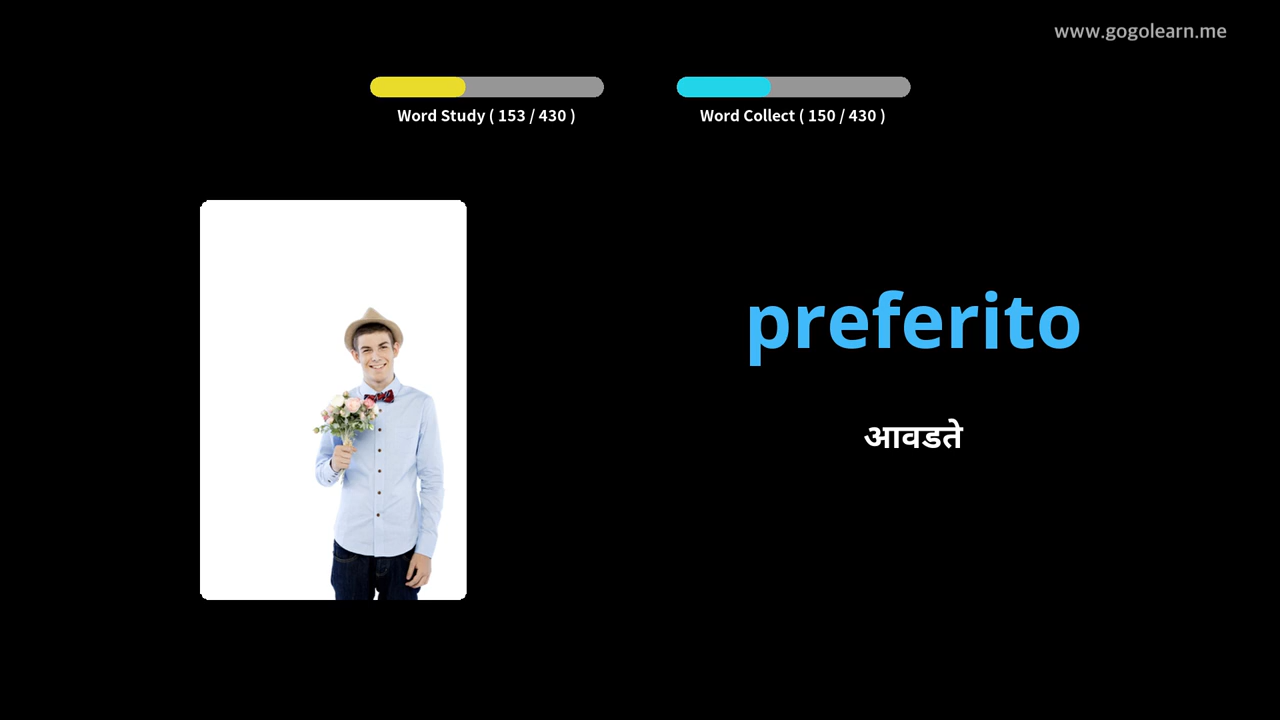 www.gogolearn.me
Word Study ( 153 / 430 )
Word Collect ( 150 / 430 )
preferito
आवडते